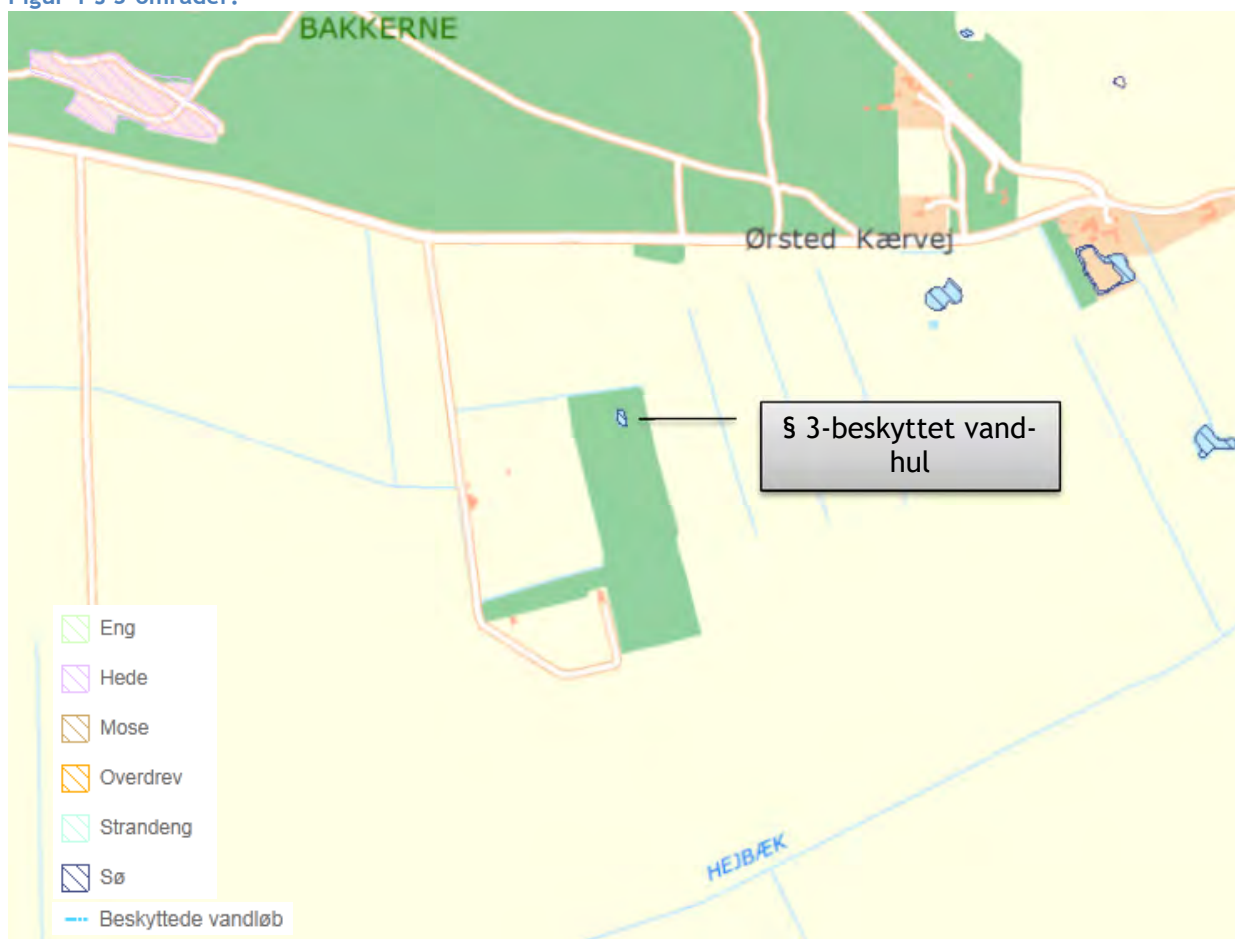 BAKKERNE
Ørsted Kærvej
§ 3-beskyttet vand-
hul
Eng
Hede
Mose
Overdrev
Strandeng
Sø
Beskyttede vandløb
HEJBÆK